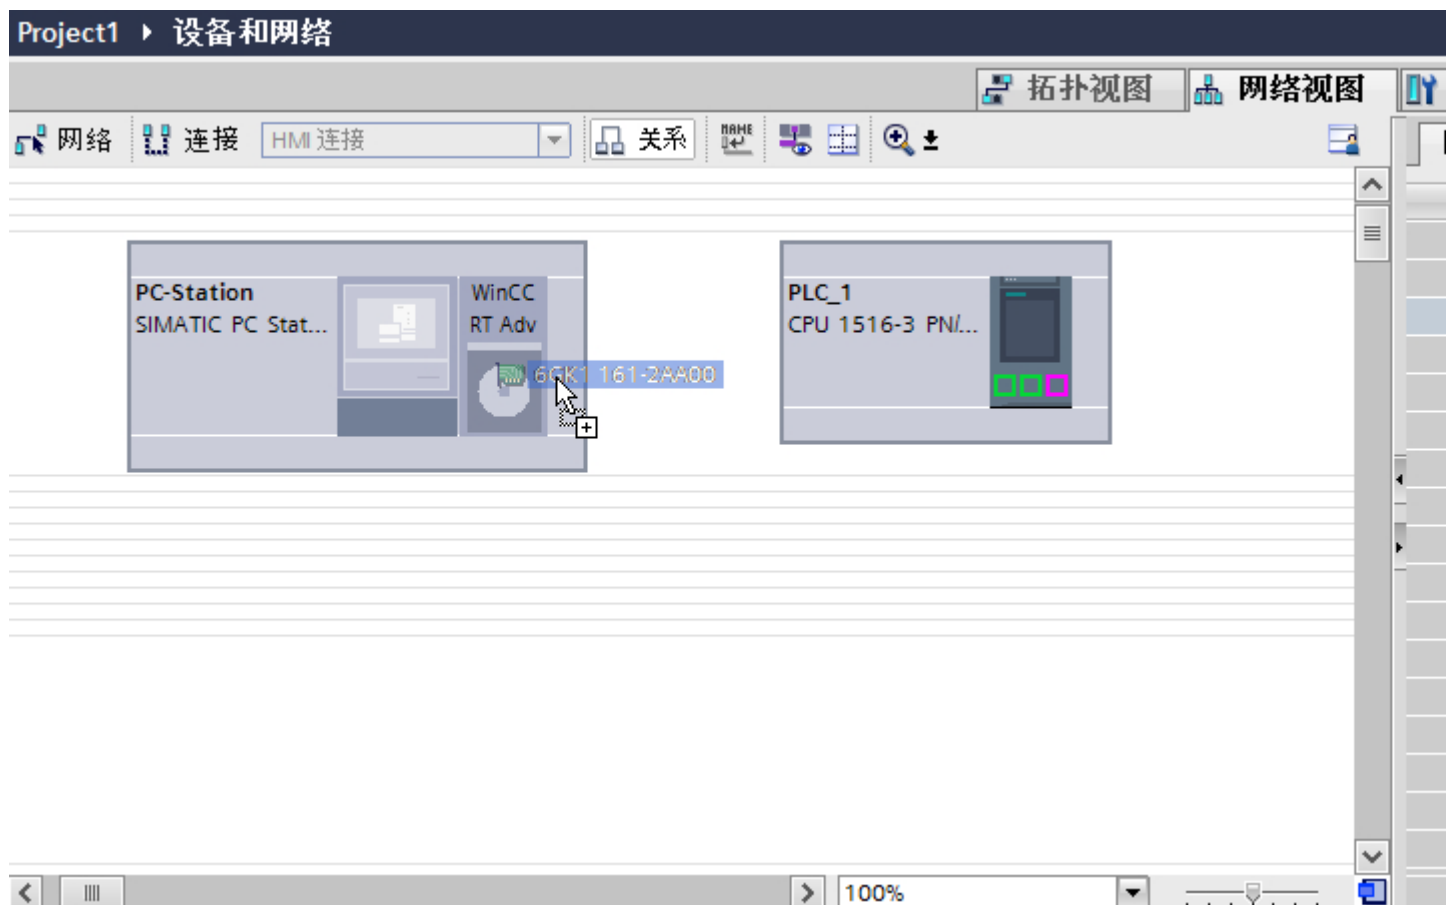 Project1 ▸ 设备和网络
拓扑视图
网络视图
网络
连接
HMI 连接
关系
NAME
PC-Station
SIMATIC PC Stat...
WinCC
RT Adv
6GK1 161-2AA00
PLC_1
CPU 1516-3 PN/...
100%